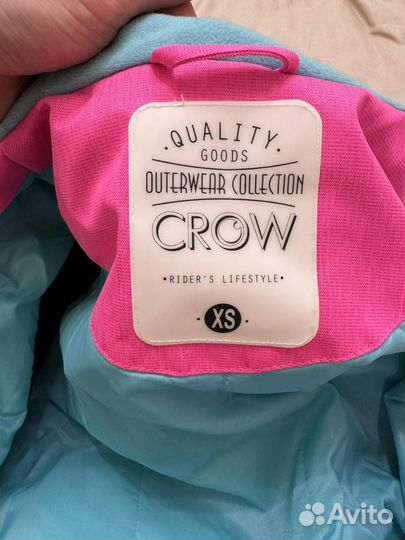 ·QUALITY·
GOODS
OUTERWEAR COLLECTION
CROW
•RIDER'S LIFESTYLE•
· XS ·
Avito